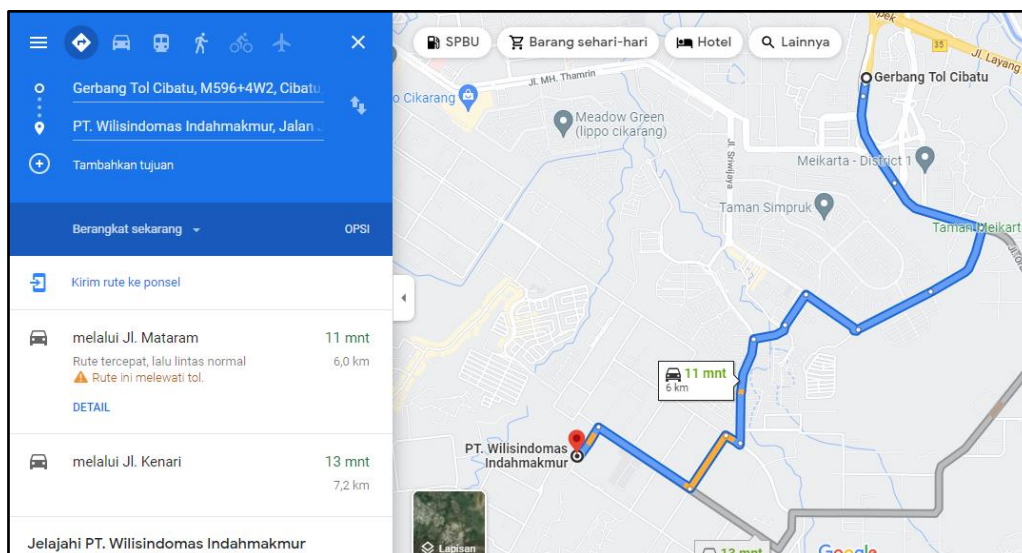 Gerbang Tol Cibatu, M596+4W2, Cibatu,
PT. Wilisindomas Indahmakmur, Jalan
Tambahkan tujuan
Berangkat sekarang
OPSI
Kirim rute ke ponsel
melalui Jl. Mataram
11 mnt
Rute tercepat, lalu lintas normal
6,0 km
Rute ini melewati tol.
DETAIL
melalui Jl. Kenari
13 mnt
7,2 km
Jelajahi PT. Wilisindomas Indahmakmur
SPBU
Barang sehari-hari
Hotel
Lainnya
35
Jl. Layang
Gerbang Tol Cibatu
Jl. MH. Thamrin
Cikarang
Meadow Green
(lippo cikarang)
Jl. Sriwijaya
Meikarta - District 1
Taman Simpruk
Taman Meikart
11 mnt
6 km
PT. Wilisindomas
Indahmakmur
Lapisan
13 mnt
Google